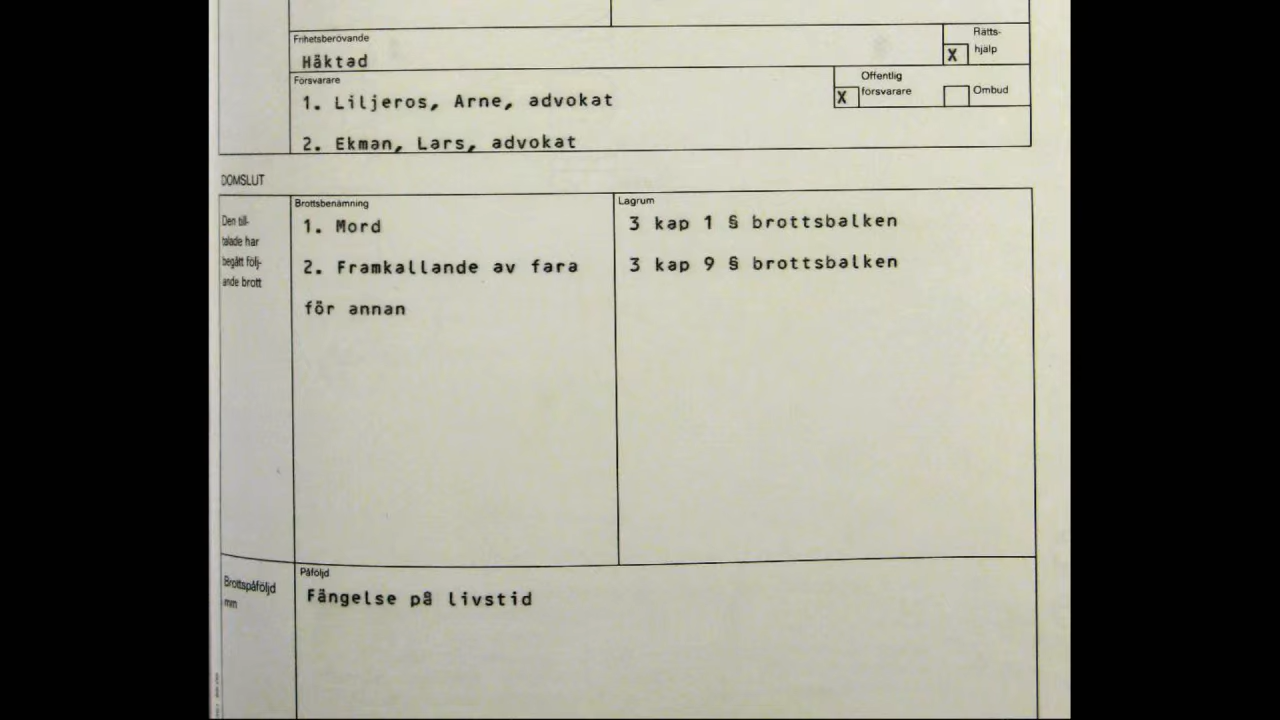 Frihetsberövande
Häktad
Rätts-
hjälp
X
Försvarare
1. Liljeros, Arne, advokat
Offentlig
försvarare
X
Ombud
2. Ekman, Lars, advokat
DOMSLUT
Den till-
talade har
begått följ-
ande brott
Brottsbenämning
1. Mord
2. Framkallande av fara
för annan
Lagrum
3 kap 1 § brottsbalken
3 kap 9 § brottsbalken
Brottspåföljd
mm
Påföljd
Fängelse på livstid